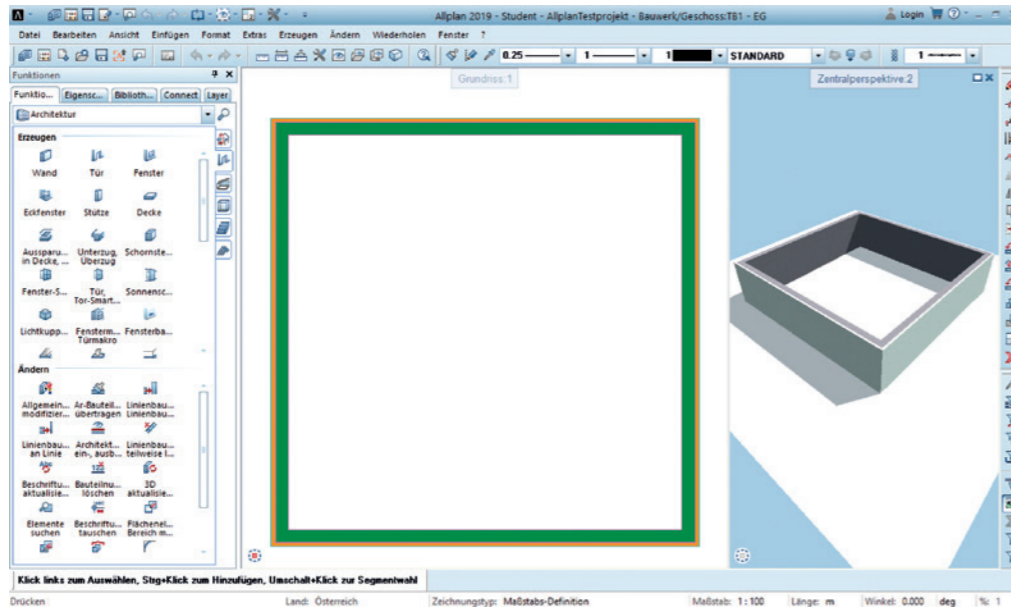 Allplan 2019 - Student - AllplanTestprojekt - Bauwerk/Geschoss:TB1 - EG
Login
Datei Bearbeiten Ansicht Einfügen Format Extras Erzeugen Ändern Wiederholen Fenster ?
0.25 1 1 STANDARD 1
Funktionen
Funktio... Eigensc... Biblioth... Connect Layer
Architektur
Erzeugen
Wand Tür Fenster
Eckfenster Stütze Decke
Aussparu... Unterzug, Schornste...
in Decke, ... Überzug
Fenster-S... Tür, Sonnensc...
Tor-Smart...
Lichtkupp... Fensterm... Fensterba...
Türmakro
Ändern
Allgemein... Ar-Bauteil... Linienbau...
modifizier... übertragen Linienbau...
Linienbau... Architekt... Linienbau...
an Linie ein-, ausb... teilweise l...
Beschriftu... Bauteilnu... 3D
aktualisie... löschen aktualisie...
Elemente Beschriftu... Flächenel...
suchen tauschen Bereich m...
Grundriss:1
Zentralperspektive:2
Klick links zum Auswählen, Strg+Klick zum Hinzufügen, Umschalt+Klick zur Segmentwahl
Drücken Land: Österreich Zeichnungstyp: Maßstabs-Definition Maßstab: 1:100 Länge: m Winkel: 0.000 deg %: 1